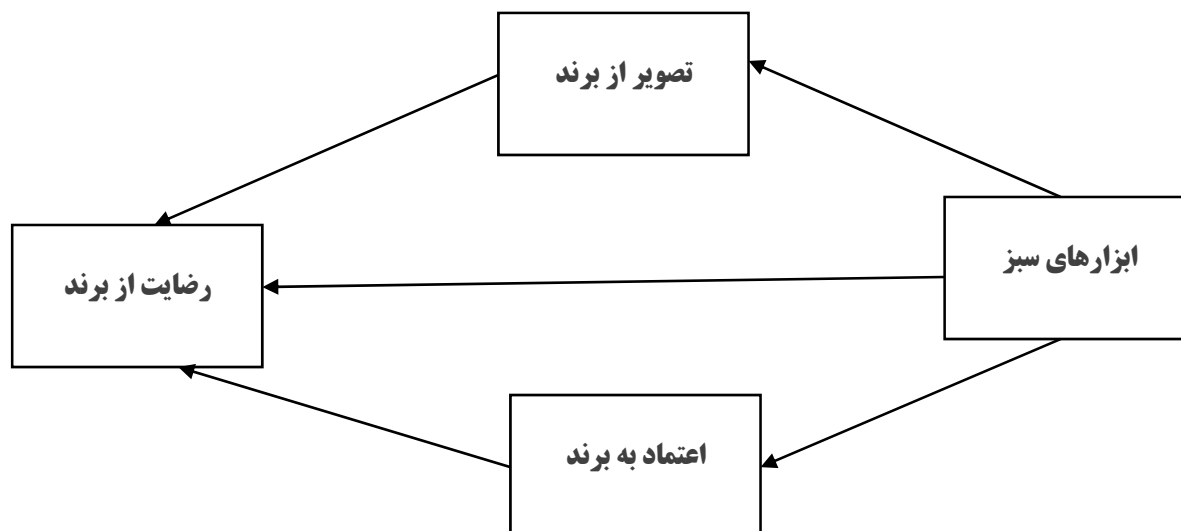 تصویر از برند
ابزارهای سبز
رضایت از برند
اعتماد به برند